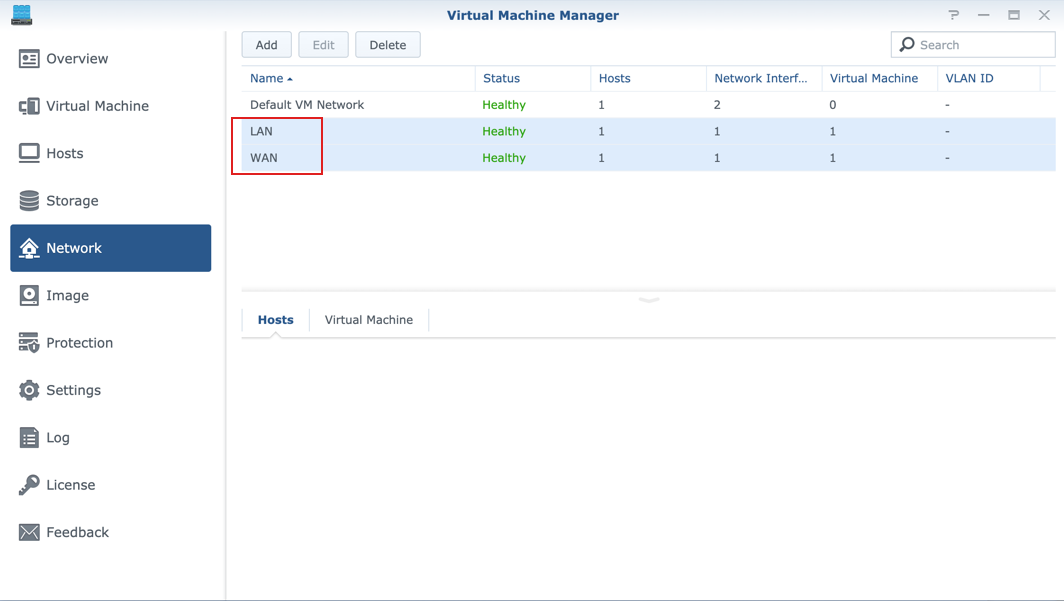 Virtual Machine Manager
Overview
Virtual Machine
Hosts
Storage
Network
Image
Protection
Settings
Log
License
Feedback
Add Edit Delete Search
Name Status Hosts Network Interf... Virtual Machine VLAN ID
Default VM Network Healthy 1 2 0 -
LAN Healthy 1 1 1 -
WAN Healthy 1 1 1 -
Hosts Virtual Machine